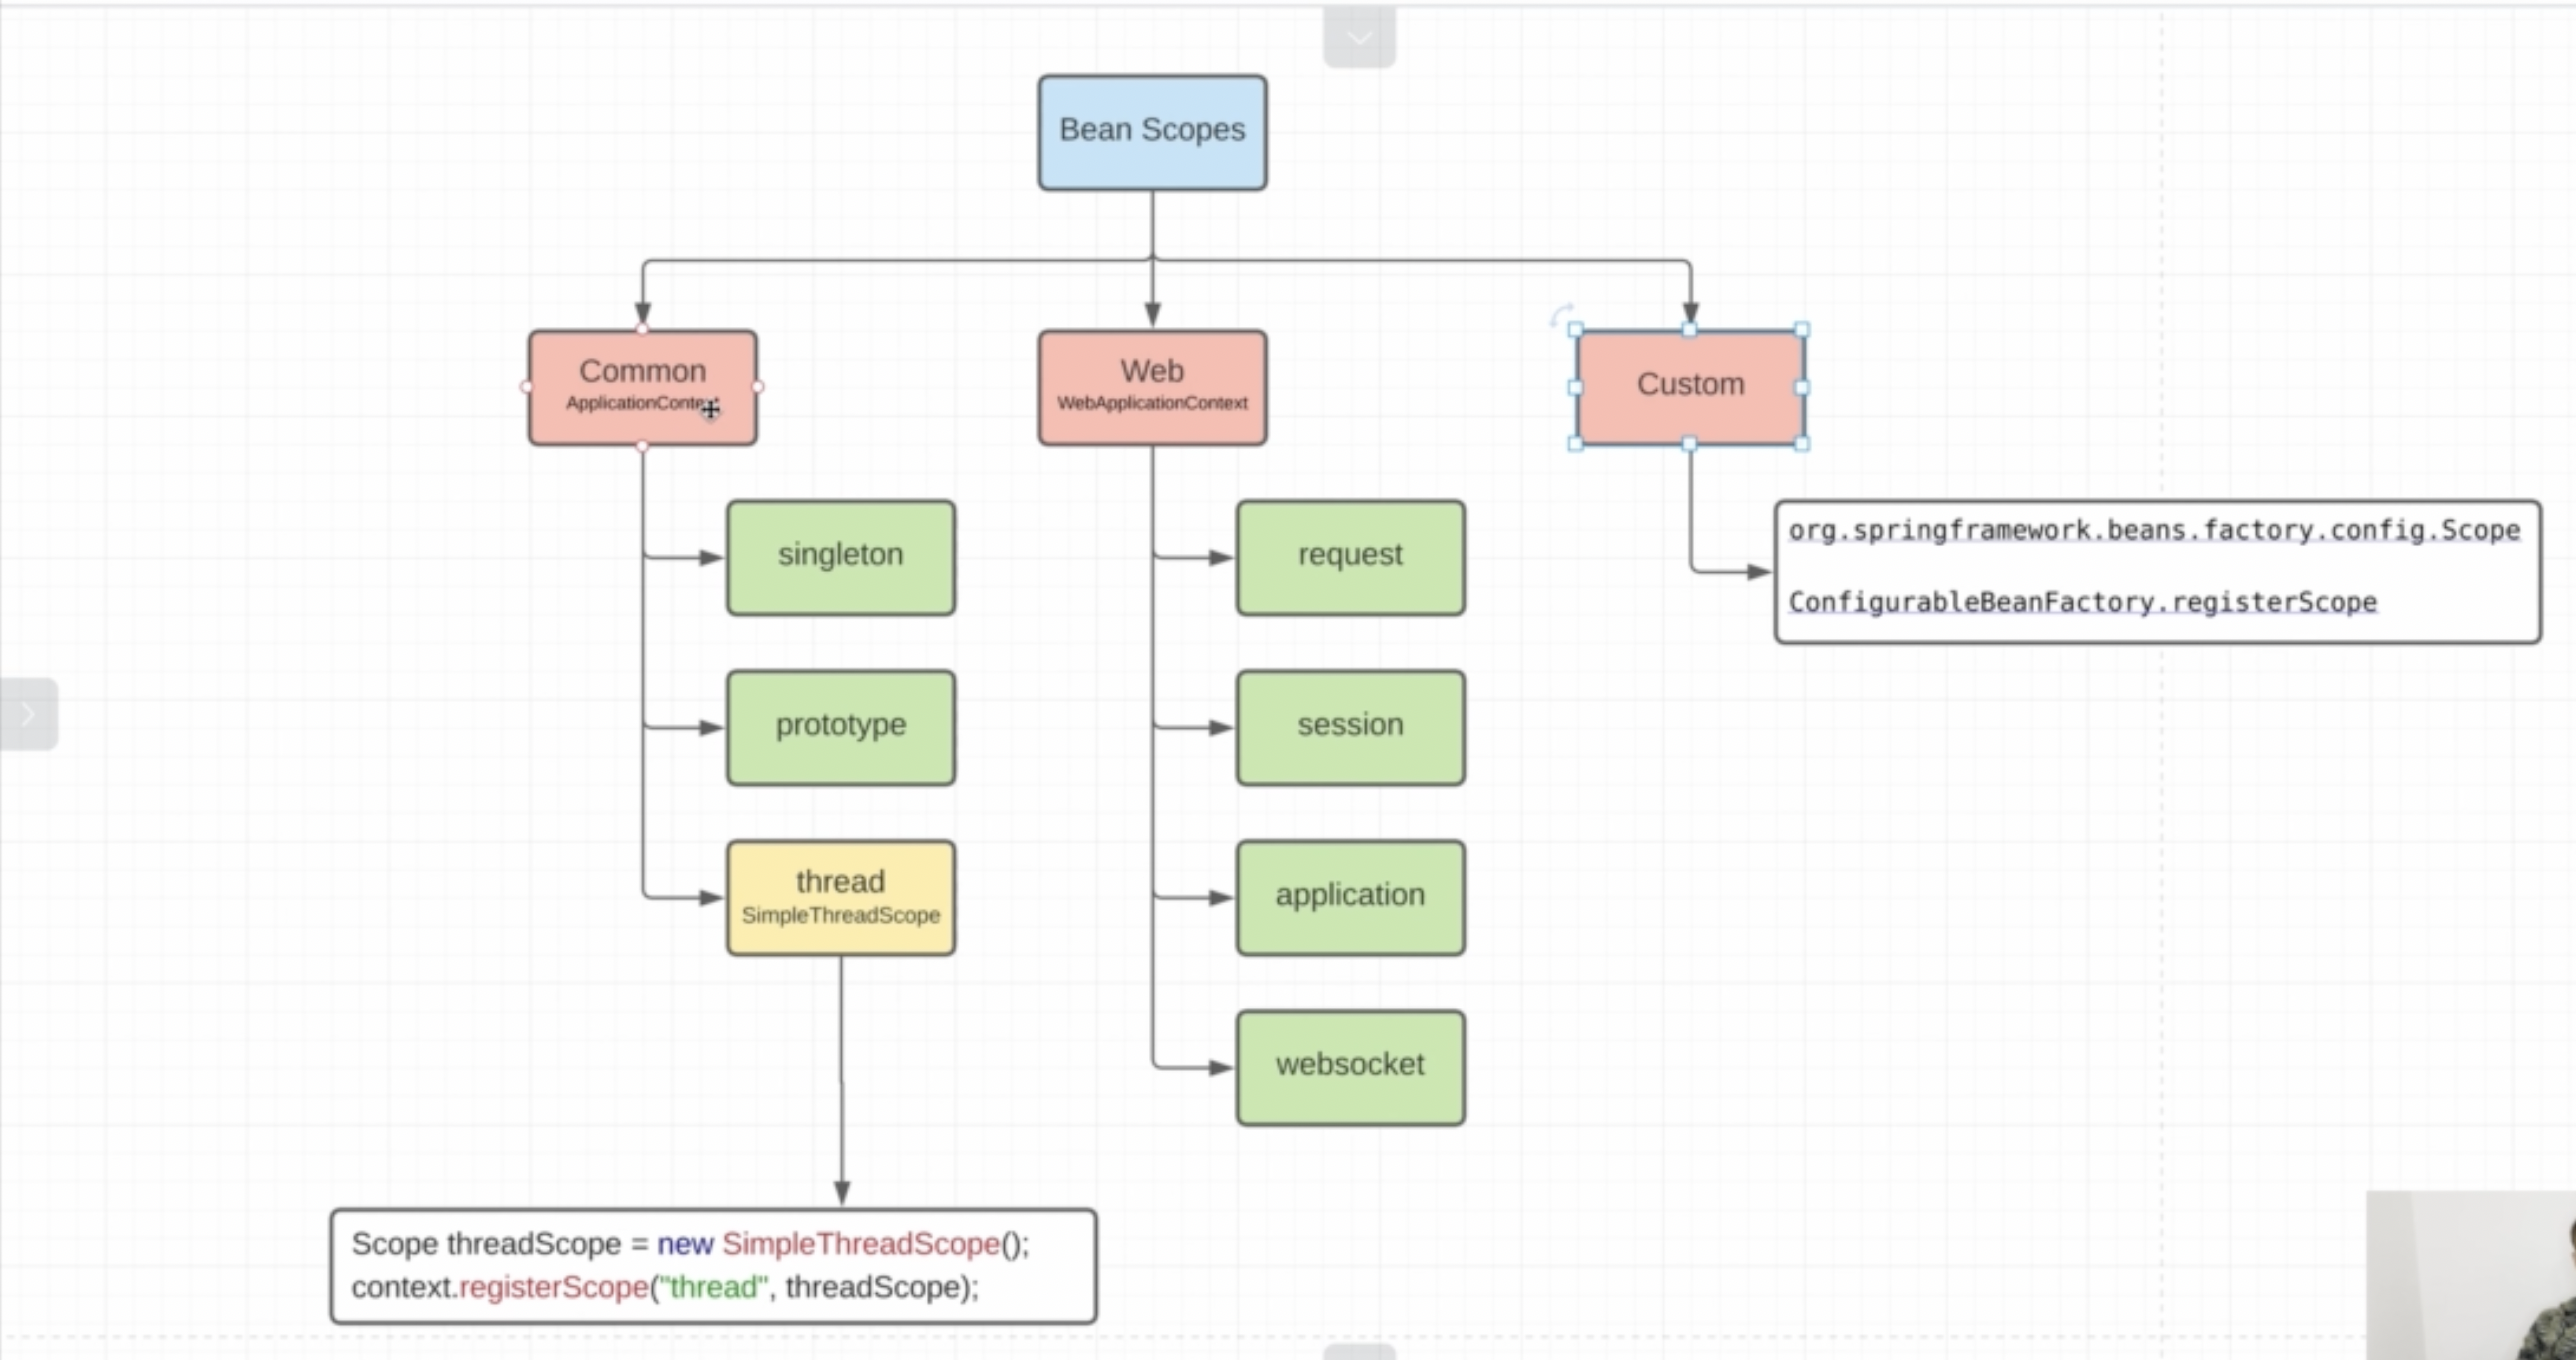 Bean Scopes
Common
ApplicationContext
Web
WebApplicationContext
Custom
singleton
request
org.springframework.beans.factory.config.Scope
ConfigurableBeanFactory.registerScope
prototype
session
thread
SimpleThreadScope
application
websocket
Scope threadScope = new SimpleThreadScope();
context.registerScope("thread", threadScope);